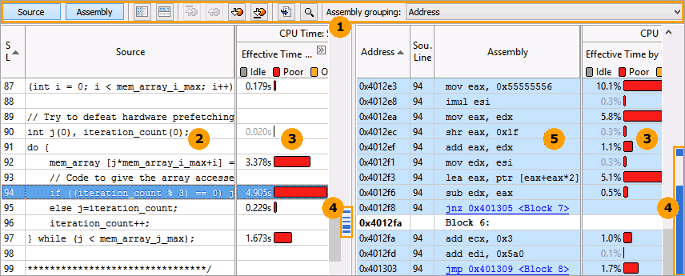 Source Assembly Assembly grouping: Address
1
S. L Source CPU Time: S
Effective Time ...
Idle Poor O
87 (int i = 0; i < mem_array_i_max; i++) 0.179s
88
89 // Try to defeat hardware prefetching
90 int j(0), iteration_count(0); 0.020s
2 3
91 do {
92 mem_array [j*mem_array_i_max+i] = 3.378s
93 // Code to give the array accesse
94 if ((iteration_count % 3) == 0) j 4.905s
95 else j=iteration_count; 0.229s
4
96 iteration_count++;
97 } while (j < mem_array_j_max); 1.673s
98
99 *******************************/
Address Sou. Line Assembly CPU
Effective Time by
Idle Poor
0x4012e3 94 mov eax, 0x55555556 10.1%
0x4012e8 94 imul esi 0.3%
0x4012ea 94 mov eax, edx 5.8%
0x4012ec 94 shr eax, 0x1f 0.3%
5 3
0x4012ef 94 add eax, edx 1.1%
0x4012f1 94 mov edx, esi 0.3%
0x4012f3 94 lea eax, ptr [eax+eax*2] 5.1%
0x4012f6 94 sub edx, eax 0.5%
0x4012f8 94 jnz 0x401305 <Block 7>
4
0x4012fa Block 6:
0x4012fa 94 add ecx, 0x3 1.0%
0x4012fd 94 add edi, 0x5a0 0.1%
0x401303 94 jmp 0x401309 <Block 8> 1.7%